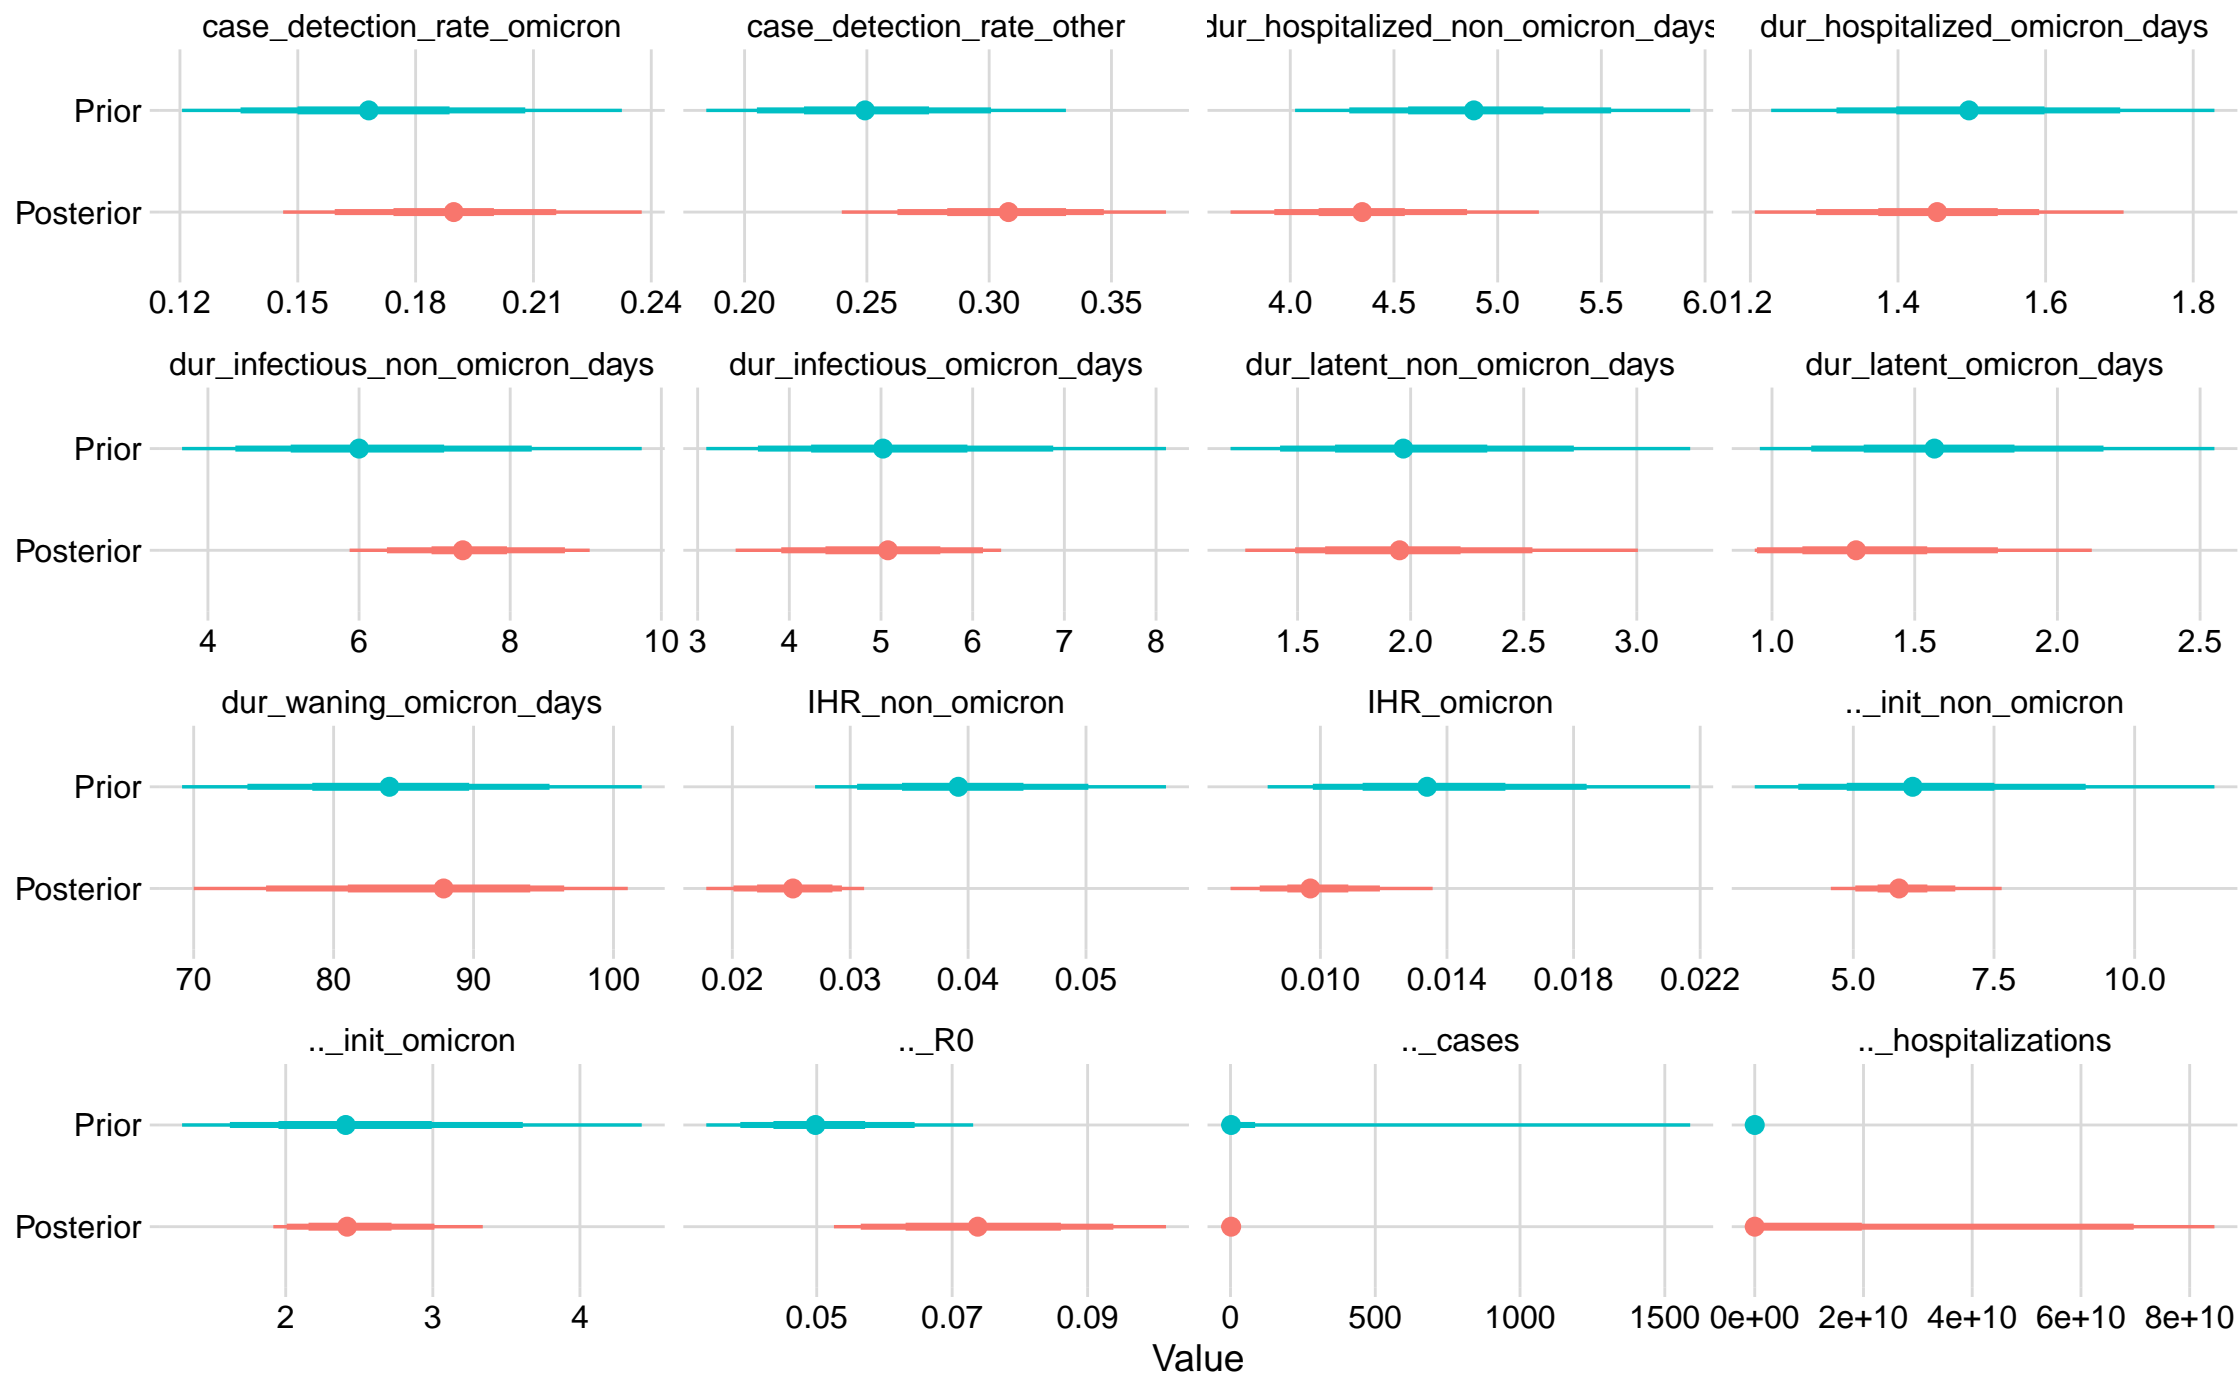 case_detection_rate_omicron case_detection_rate_other dur_hospitalized_non_omicron_days dur_hospitalized_omicron_days
Prior
Posterior
0.12 0.15 0.18 0.21 0.24 0.20 0.25 0.30 0.35 4.0 4.5 5.0 5.5 6.0 1.2 1.4 1.6 1.8
dur_infectious_non_omicron_days dur_infectious_omicron_days dur_latent_non_omicron_days dur_latent_omicron_days
Prior
Posterior
4 6 8 10 3 4 5 6 7 8 1.5 2.0 2.5 3.0 1.0 1.5 2.0 2.5
dur_waning_omicron_days IHR_non_omicron IHR_omicron .._init_non_omicron
Prior
Posterior
70 80 90 100 0.02 0.03 0.04 0.05 0.010 0.014 0.018 0.022 5.0 7.5 10.0
.._init_omicron .._R0 .._cases .._hospitalizations
Prior
Posterior
2 3 4 0.05 0.07 0.09 0 500 1000 1500 0e+00 2e+10 4e+10 6e+10 8e+10
Value